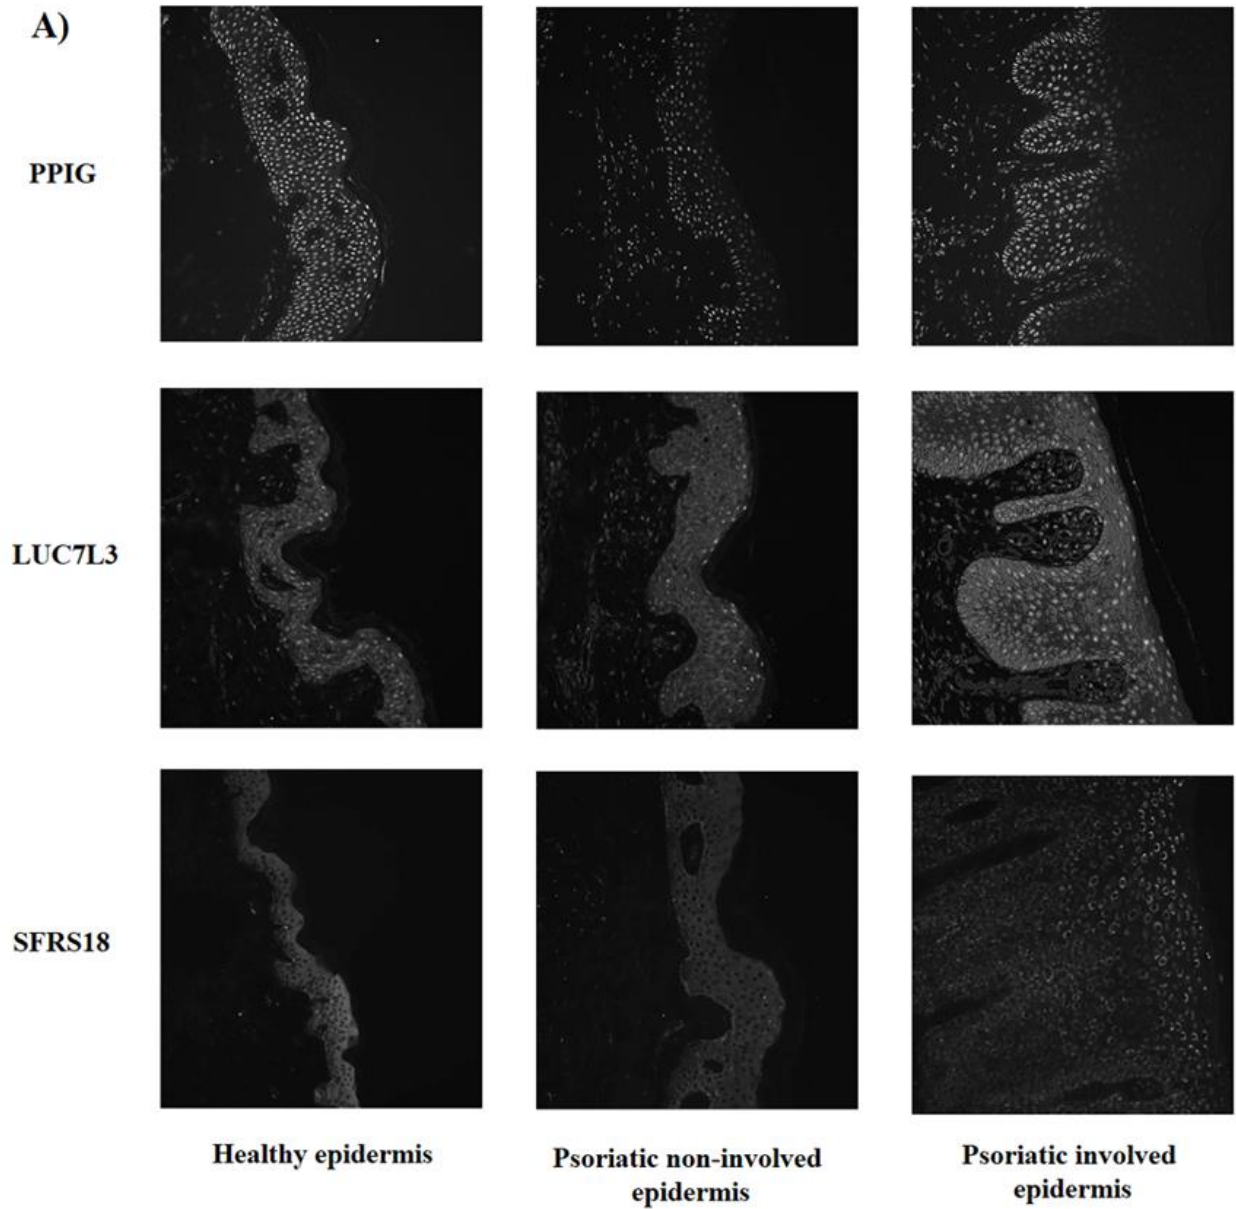 A)
PPIG
LUC7L3
SFRS18
Healthy epidermis
Psoriatic non-involved
epidermis
Psoriatic involved
epidermis